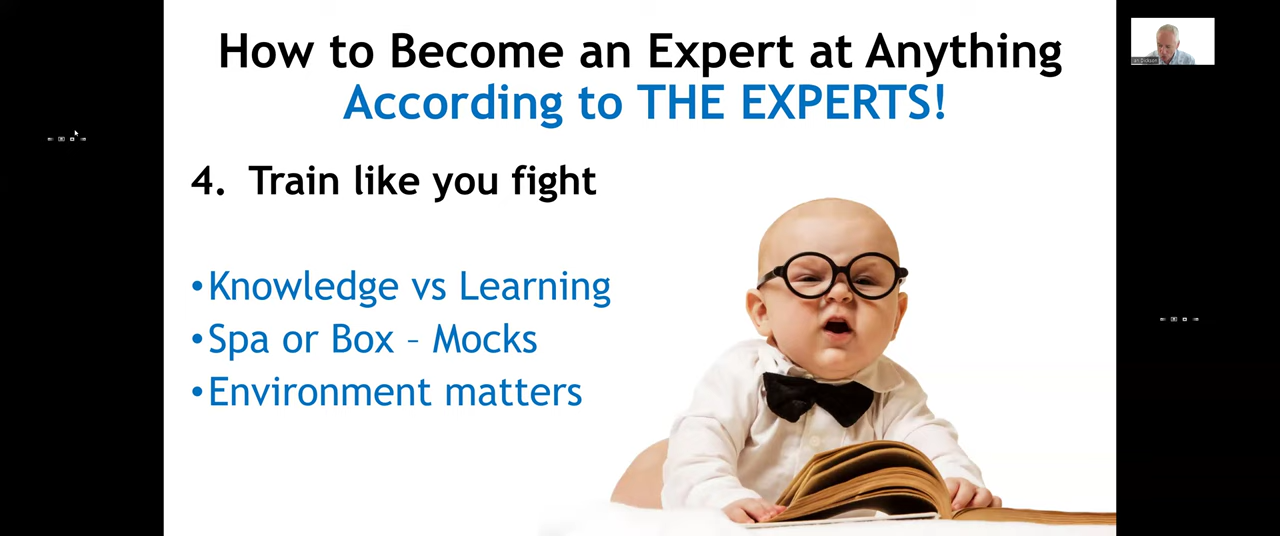 How to Become an Expert at Anything
According to THE EXPERTS!
4. Train like you fight
•Knowledge vs Learning
•Spa or Box – Mocks
•Environment matters